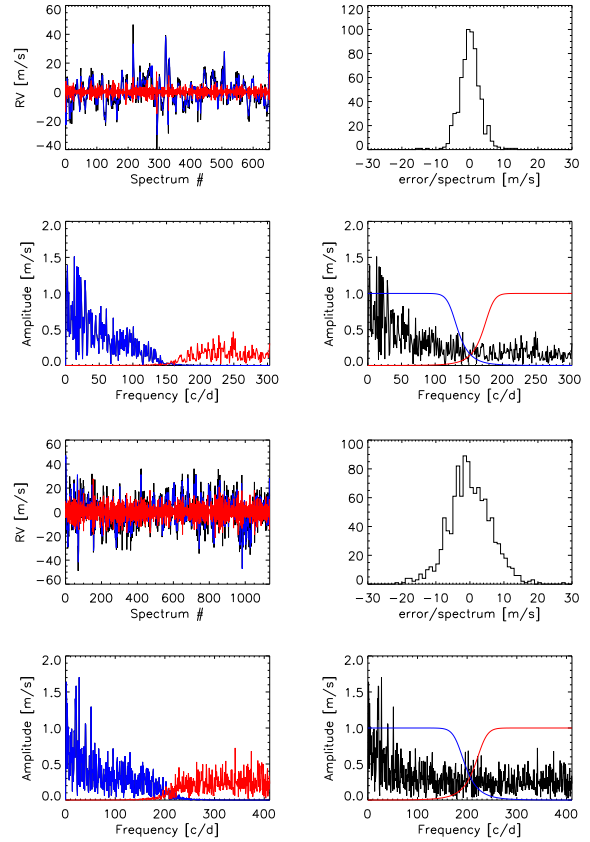 60
40
20
0
−20
−40
RV [m/s]
0 100 200 300 400 500 600
Spectrum #
120
100
80
60
40
20
0
−30 −20 −10 0 10 20 30
error/spectrum [m/s]
2.0
1.5
1.0
0.5
0.0
Amplitude [m/s]
0 50 100 150 200 250 300
Frequency [c/d]
2.0
1.5
1.0
0.5
0.0
Amplitude [m/s]
0 50 100 150 200 250 300
Frequency [c/d]
60
40
20
0
−20
−40
−60
RV [m/s]
0 200 400 600 800 1000
Spectrum #
100
80
60
40
20
0
−30 −20 −10 0 10 20 30
error/spectrum [m/s]
2.0
1.5
1.0
0.5
0.0
Amplitude [m/s]
0 100 200 300 400
Frequency [c/d]
2.0
1.5
1.0
0.5
0.0
Amplitude [m/s]
0 100 200 300 400
Frequency [c/d]